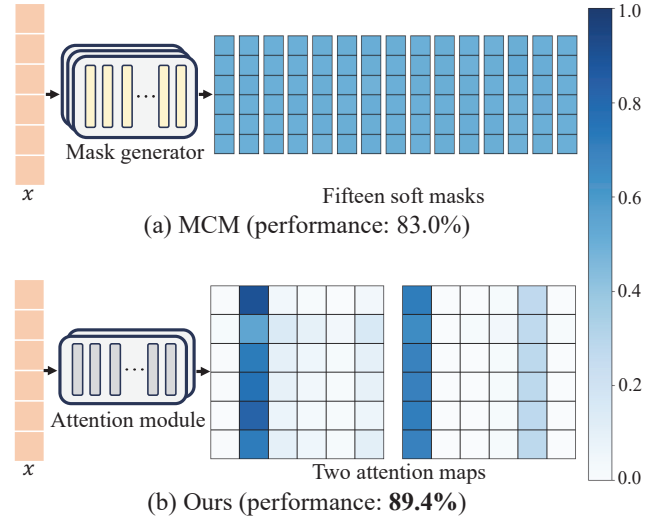 x
Mask generator
Fifteen soft masks
(a) MCM (performance: 83.0%)
x
Attention module
Two attention maps
(b) Ours (performance: 89.4%)
1.0
0.8
0.6
0.4
0.2
0.0